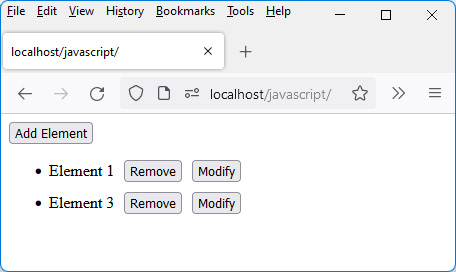 File Edit View History Bookmarks Tools Help
localhost/javascript/
localhost/javascript/
Add Element
Element 1 Remove Modify
Element 3 Remove Modify